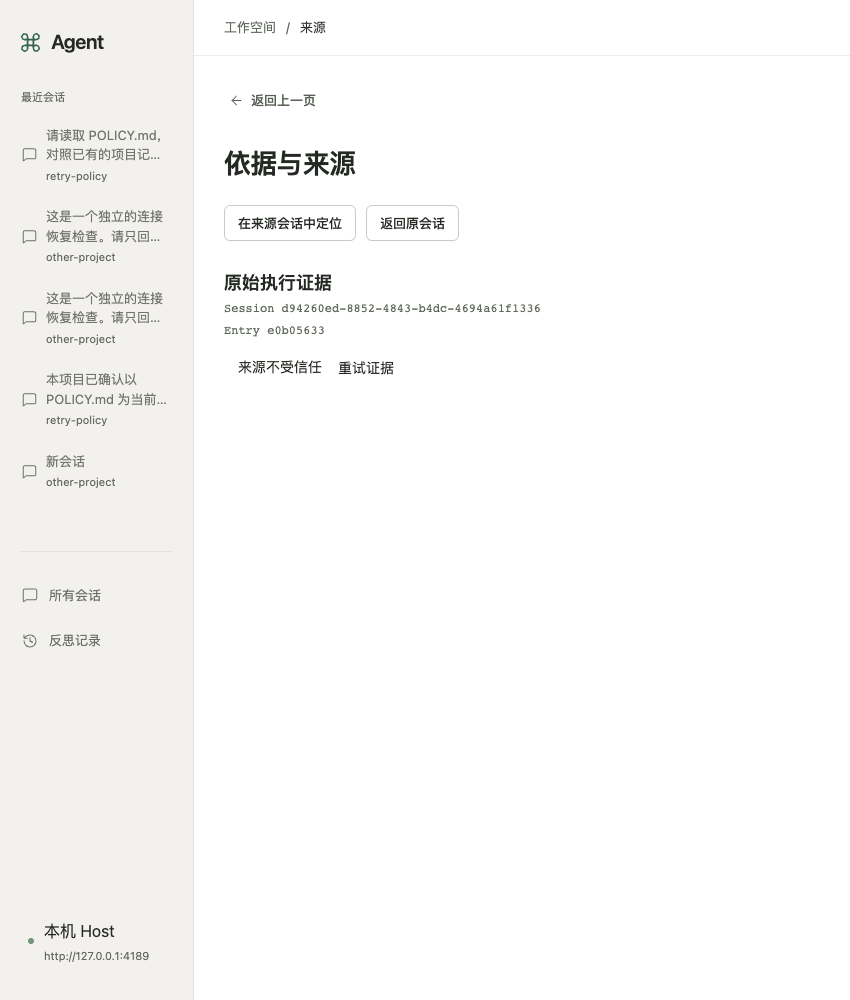 Agent
最近会话
请读取 POLICY.md,
对照已有的项目记...
retry-policy
这是一个独立的连接
恢复检查。请只回...
other-project
这是一个独立的连接
恢复检查。请只回...
other-project
本项目已确认以
POLICY.md 为当前...
retry-policy
新会话
other-project
所有会话
反思记录
本机 Host
http://127.0.0.1:4189
工作空间 / 来源
← 返回上一页
依据与来源
在来源会话中定位 返回原会话
原始执行证据
Session d94260ed-8852-4843-b4dc-4694a61f1336
Entry e0b05633
来源不受信任 重试证据